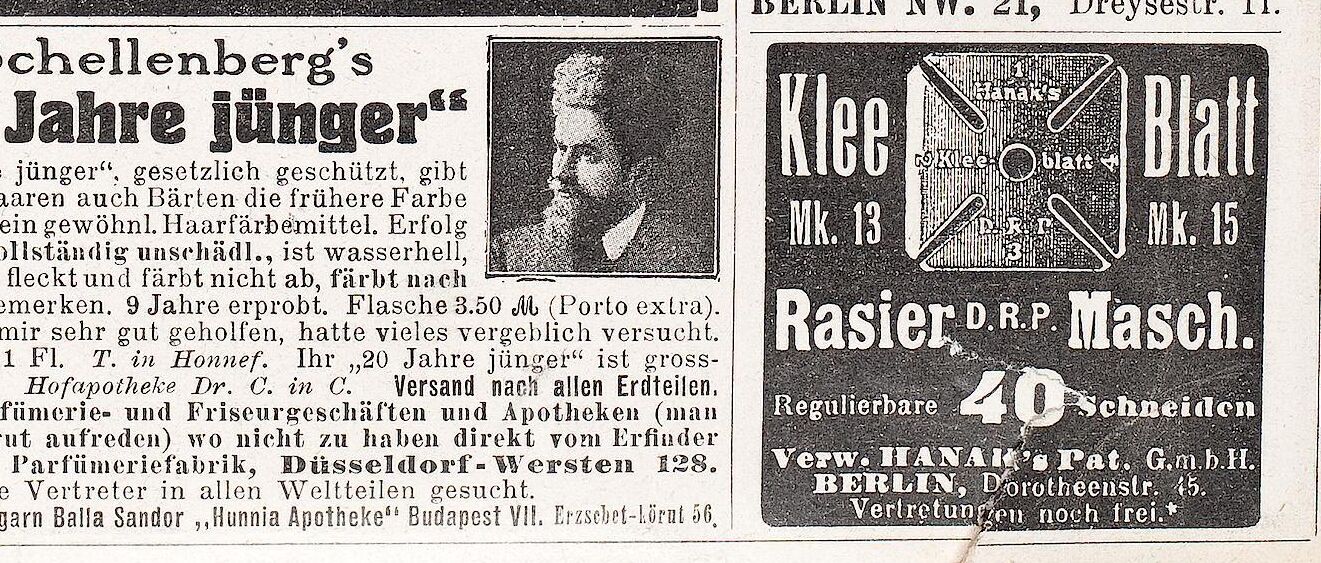 BERLIN NW. 21, Dreysestr. 11.
chellenberg's
Jahre jünger“
jünger“, gesetzlich geschützt, gibt
aaren auch Bärten die frühere Farbe
ein gewöhnl. Haarfärbemittel. Erfolg
ollständig unschädl., ist wasserhell,
fleckt und färbt nicht ab, färbt nach
emerken. 9 Jahre erprobt. Flasche 3.50 M (Porto extra).
mir sehr gut geholfen, hatte vieles vergeblich versucht.
1 Fl. T. in Honnef. Ihr „20 Jahre jünger“ ist gross-
Hofapotheke Dr. C. in C. Versand nach allen Erdteilen.
fümerie- und Friseurgeschäften und Apotheken (man
ut aufreden) wo nicht zu haben direkt vom Erfinder
Parfümeriefabrik, Düsseldorf-Wersten 128.
e Vertreter in allen Weltteilen gesucht.
garn Balla Sandor „Hunnia Apotheke“ Budapest VII. Erzsebet-körut 56.
Klee Blatt
Mk. 13 Mk. 15
1
Hanak's
2 Klee- blatt 4
D.R.P.
3
Rasier D.R.P. Masch.
Regulierbare 40 Schneiden
Verw. HANAK's Pat. G.m.b.H.
BERLIN, Dorotheenstr. 45.
Vertretungen noch frei.*